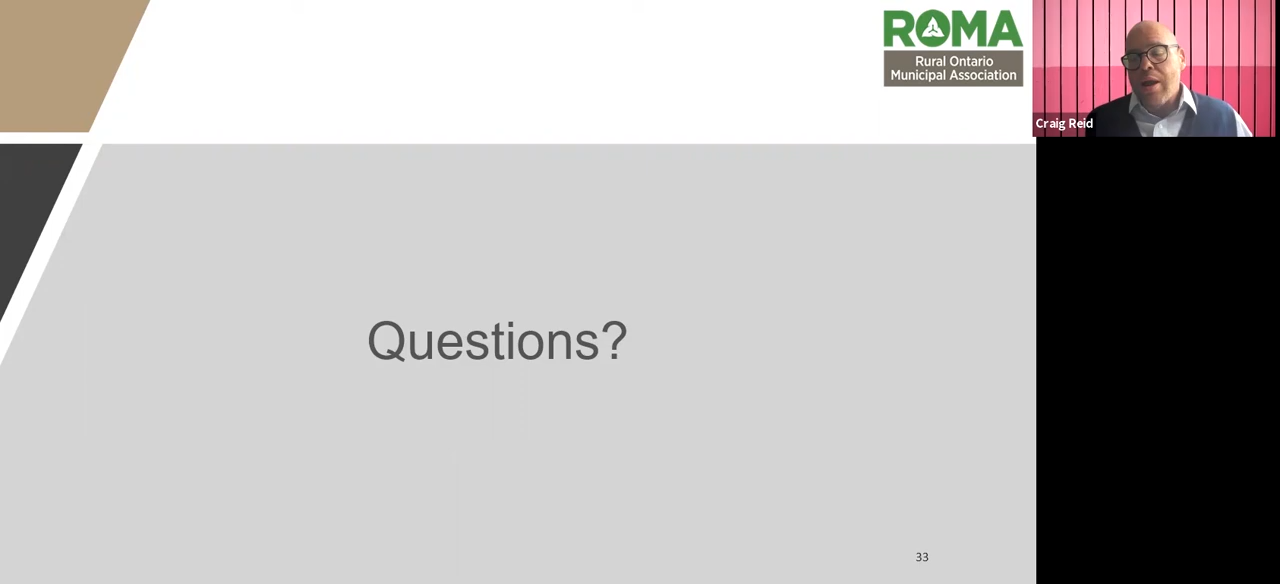 ROMA
Rural Ontario
Municipal Association
Craig Reid
Questions?
33